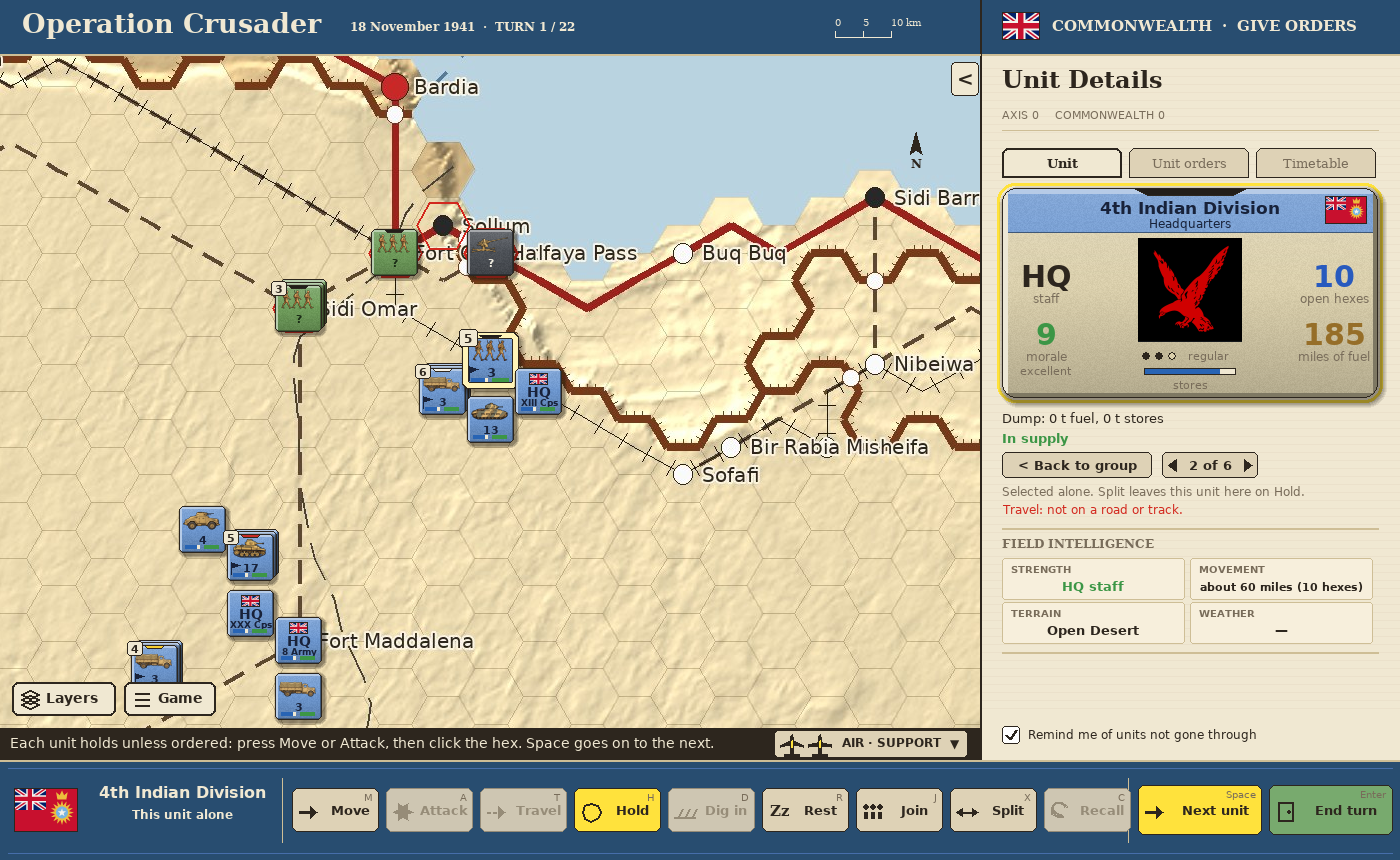 Operation Crusader
18 November 1941 · TURN 1 / 22
0 5 10 km
COMMONWEALTH · GIVE ORDERS
Bardia
<
N
Sollum
Halfaya Pass
Sidi Omar
Buq Buq
Sidi Barr
Nibeiwa
Bir Rabia Misheifa
Sofafi
Fort Maddalena
?
?
3
?
5
3
6
3
HQ
XIII Cps
13
4
5
17
HQ
XXX Cps
HQ
8 Army
4
3
3
Layers
Game
Each unit holds unless ordered: press Move or Attack, then click the hex. Space goes on to the next.
AIR · SUPPORT ▼
Unit Details
AXIS 0 COMMONWEALTH 0
Unit
Unit orders
Timetable
4th Indian Division
Headquarters
HQ
staff
9
morale
excellent
10
open hexes
185
miles of fuel
regular
stores
Dump: 0 t fuel, 0 t stores
In supply
< Back to group
2 of 6
Selected alone. Split leaves this unit here on Hold.
Travel: not on a road or track.
FIELD INTELLIGENCE
STRENGTH
HQ staff
MOVEMENT
about 60 miles (10 hexes)
TERRAIN
Open Desert
WEATHER
—
Remind me of units not gone through
4th Indian Division
This unit alone
M
Move
A
Attack
T
Travel
H
Hold
D
Dig in
R
Zz Rest
J
Join
X
Split
C
Recall
Space
Next unit
Enter
End turn